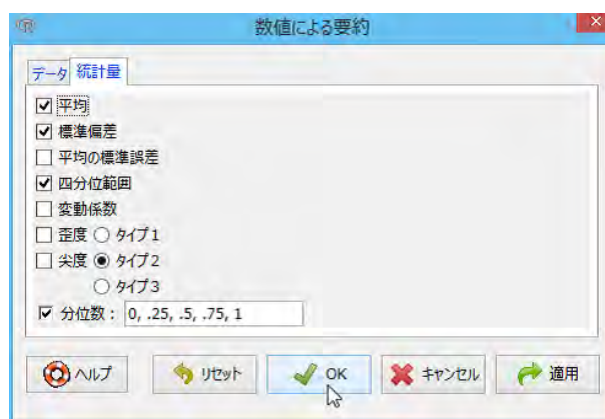 数値による要約
データ 統計量
平均
標準偏差
平均の標準誤差
四分位範囲
変動係数
歪度 タイプ1
尖度 タイプ2
タイプ3
分位数： 0, .25, .5, .75, 1
ヘルプ リセット OK キャンセル 適用